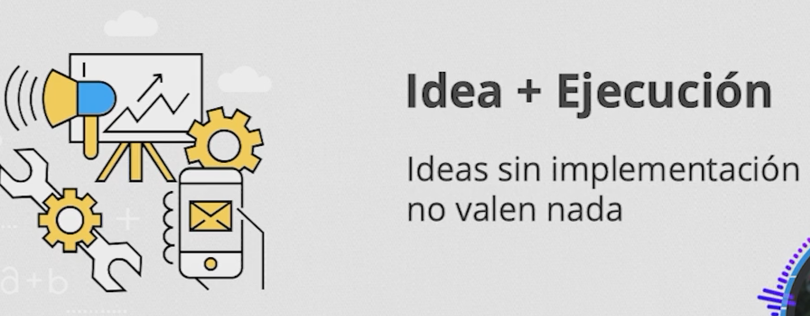 Idea + Ejecución
Ideas sin implementación
no valen nada
a+b